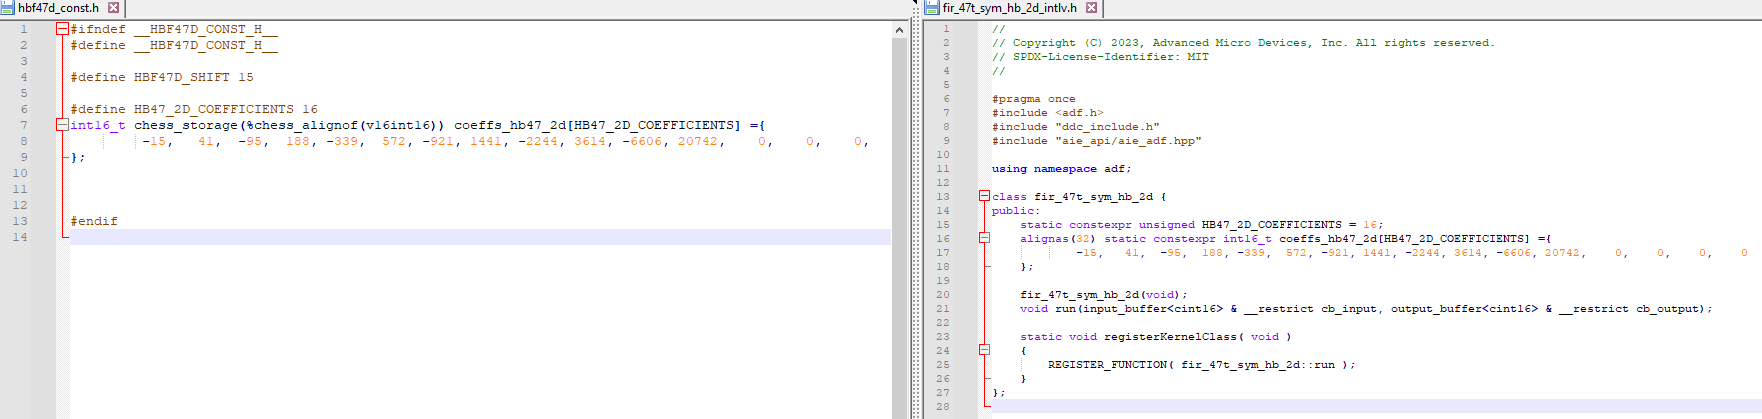 hbf47d_const.h
1 #ifndef __HBF47D_CONST_H__
2 #define __HBF47D_CONST_H__
3
4 #define HBF47D_SHIFT 15
5
6 #define HB47_2D_COEFFICIENTS 16
7 int16_t chess_storage(%chess_alignof(v16int16)) coeffs_hb47_2d[HB47_2D_COEFFICIENTS] ={
8 -15, 41, -95, 188, -339, 572, -921, 1441, -2244, 3614, -6606, 20742, 0, 0, 0,
9 };
10
11
12
13 #endif
14
fir_47t_sym_hb_2d_intlv.h
1 //
2 // Copyright (C) 2023, Advanced Micro Devices, Inc. All rights reserved.
3 // SPDX-License-Identifier: MIT
4 //
5
6 #pragma once
7 #include <adf.h>
8 #include "ddc_include.h"
9 #include "aie_api/aie_adf.hpp"
10
11 using namespace adf;
12
13 class fir_47t_sym_hb_2d {
14 public:
15 static constexpr unsigned HB47_2D_COEFFICIENTS = 16;
16 alignas(32) static constexpr int16_t coeffs_hb47_2d[HB47_2D_COEFFICIENTS] ={
17 -15, 41, -95, 188, -339, 572, -921, 1441, -2244, 3614, -6606, 20742, 0, 0, 0, 0
18 };
19
20 fir_47t_sym_hb_2d(void);
21 void run(input_buffer<cint16> & __restrict cb_input, output_buffer<cint16> & __restrict cb_output);
22
23 static void registerKernelClass( void )
24 {
25 REGISTER_FUNCTION( fir_47t_sym_hb_2d::run );
26 }
27 };
28